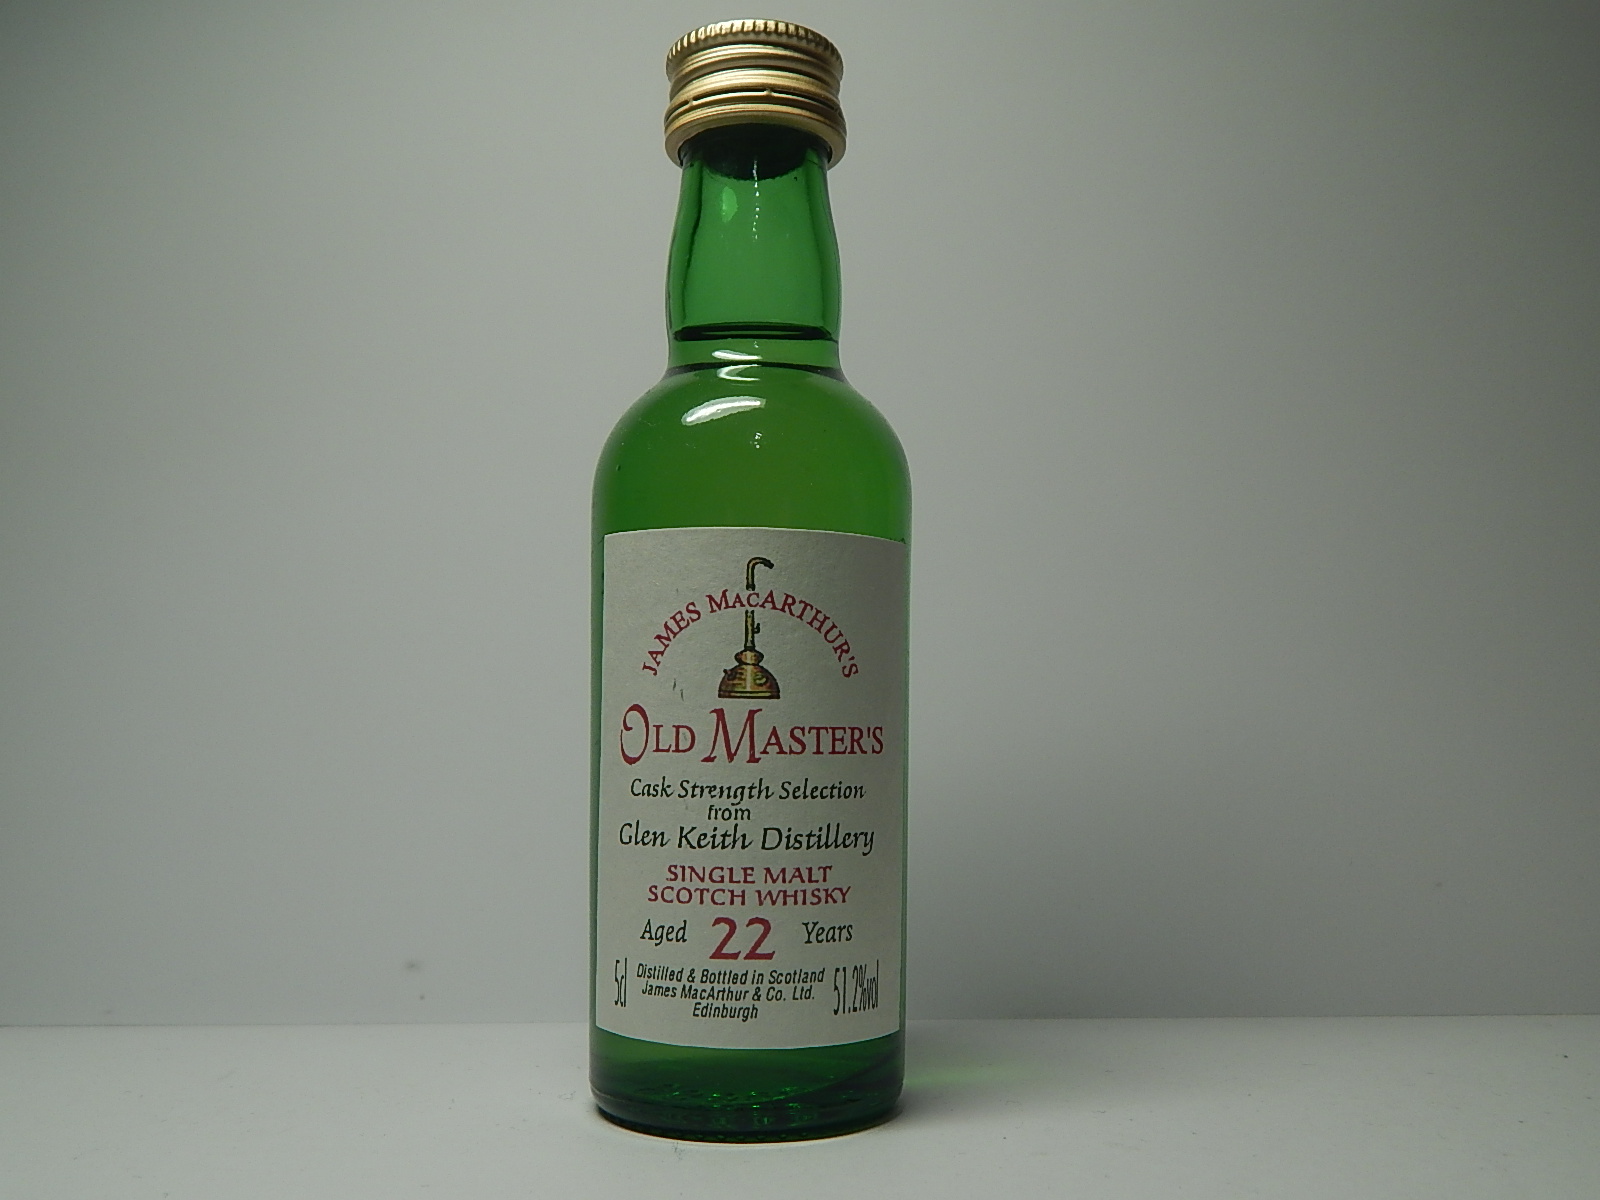 JAMES MACARTHUR'S
OLD MASTER'S
Cask Strength Selection
from
Glen Keith Distillery
SINGLE MALT
SCOTCH WHISKY
Aged 22 Years
5cl
Distilled & Bottled in Scotland
James MacArthur & Co. Ltd.
Edinburgh
51.2%vol